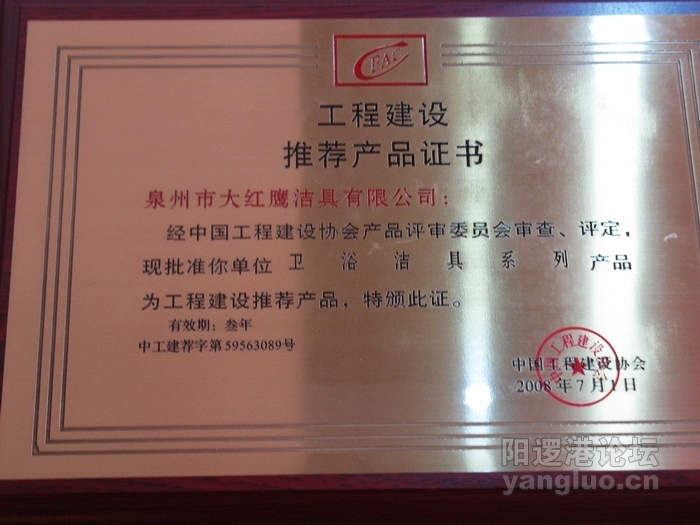 CPAC
工程建设
推荐产品证书
泉州市大红鹰洁具有限公司：
经中国工程建设协会产品评审委员会审查、评定，
现批准你单位 卫浴洁具系列 产品
为工程建设推荐产品，特颁此证。
有效期：叁年
中工建荐字第59563089号
中国工程建设协会
2008年7月1日
阳逻港论坛
yangluo.cn